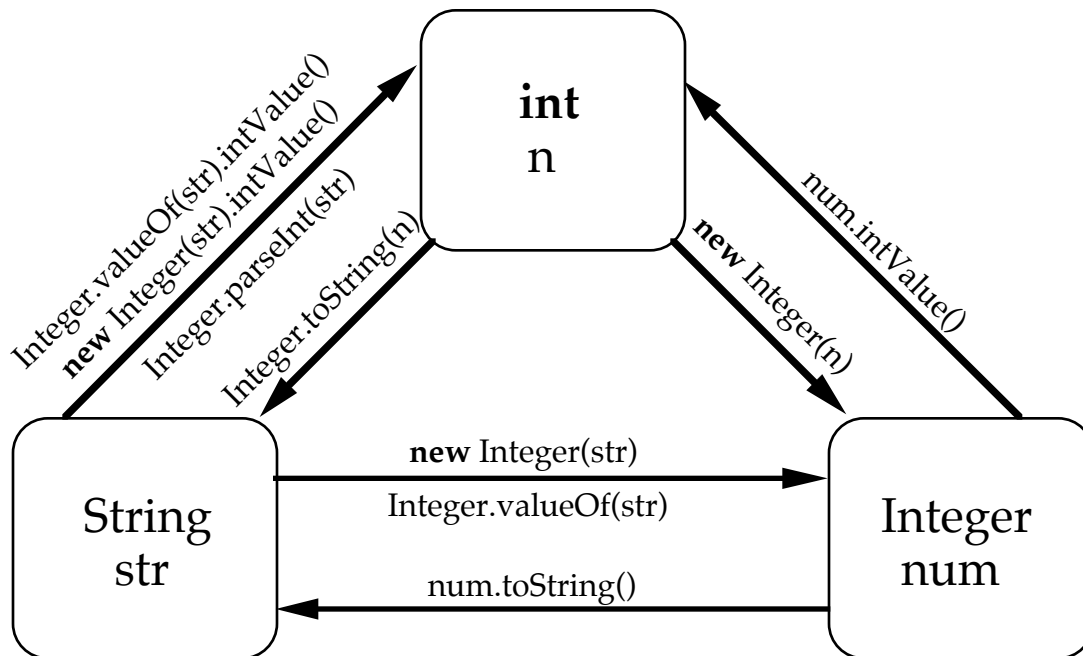 int
n
Integer.valueOf(str).intValue()
new Integer(str).intValue()
Integer.parseInt(str)
Integer.toString(n)
new Integer(n)
num.intValue()
new Integer(str)
Integer.valueOf(str)
String
str
Integer
num
num.toString()